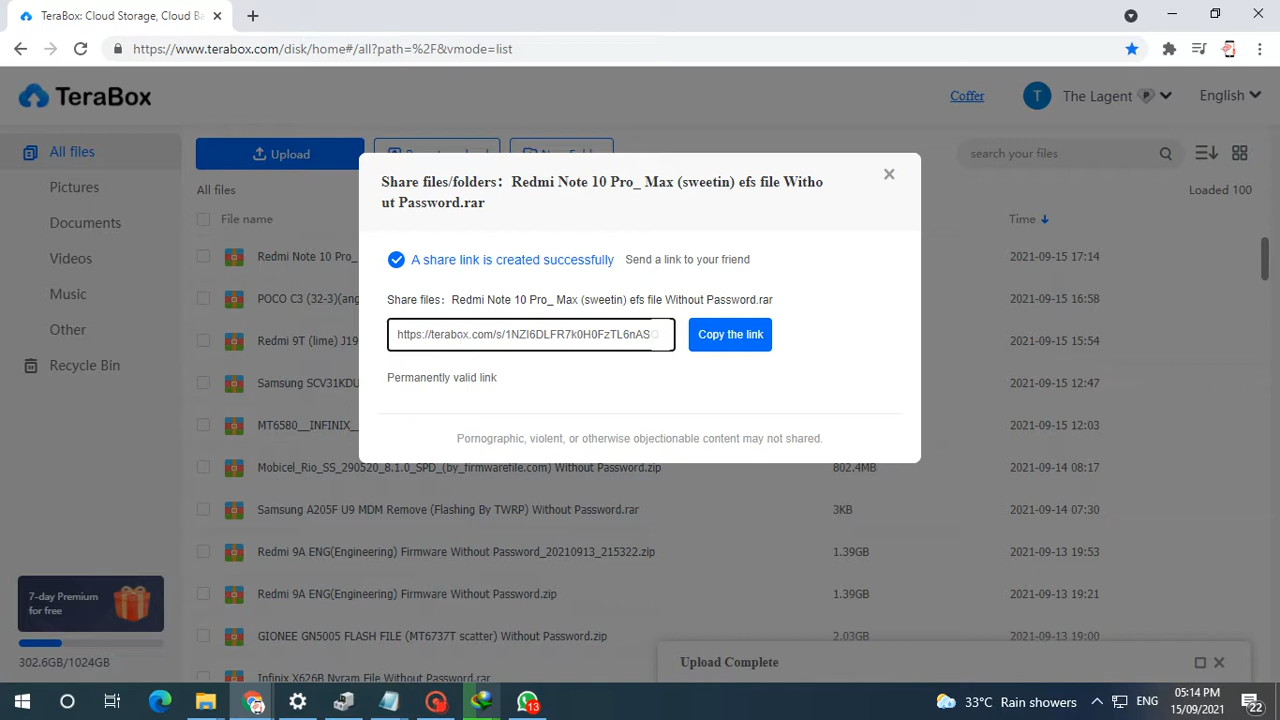 TeraBox: Cloud Storage, Cloud Ba
https://www.terabox.com/disk/home#/all?path=%2F&vmode=list
TeraBox
Coffer
T
The Lagent
P
English
All files
Pictures
Documents
Videos
Music
Other
Recycle Bin
7-day Premium
for free
302.6GB/1024GB
Upload
search your files
All files
Loaded 100
File name
Time
Redmi Note 10 Pro_
2021-09-15 17:14
POCO C3 (32-3)(ang
2021-09-15 16:58
Redmi 9T (lime) J19
2021-09-15 15:54
Samsung SCV31KDU
2021-09-15 12:47
MT6580__INFINIX__
2021-09-15 12:03
Mobicel_Rio_SS_290520_8.1.0_SPD_(by_firmwarefile.com) Without Password.zip
802.4MB
2021-09-14 08:17
Samsung A205F U9 MDM Remove (Flashing By TWRP) Without Password.rar
3KB
2021-09-14 07:30
Redmi 9A ENG(Engineering) Firmware Without Password_20210913_215322.zip
1.39GB
2021-09-13 19:53
Redmi 9A ENG(Engineering) Firmware Without Password.zip
1.39GB
2021-09-13 19:21
GIONEE GN5005 FLASH FILE (MT6737T scatter) Without Password.zip
2.03GB
2021-09-13 19:00
Infinix X626B Nvram File Without Password.rar
Share files/folders：Redmi Note 10 Pro_ Max (sweetin) efs file Witho
ut Password.rar
A share link is created successfully
Send a link to your friend
Share files：Redmi Note 10 Pro_ Max (sweetin) efs file Without Password.rar
https://terabox.com/s/1NZI6DLFR7k0H0FzTL6nAS
Copy the link
Permanently valid link
Pornographic, violent, or otherwise objectionable content may not shared.
Upload Complete
13
33°C Rain showers
ENG
05:14 PM
15/09/2021
22